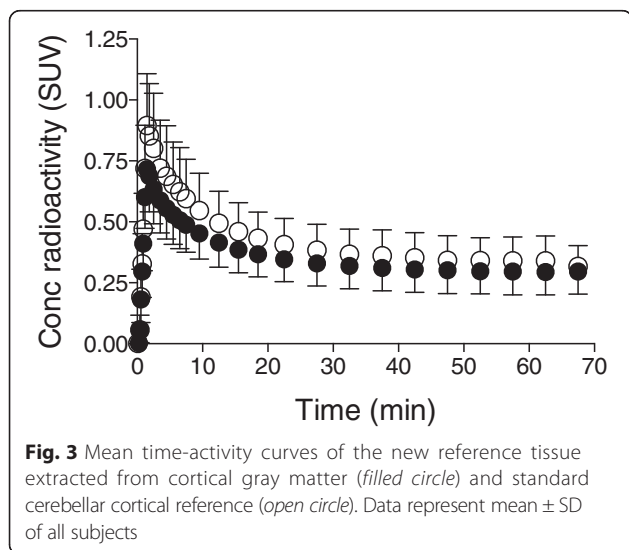 1.25
1.00
0.75
0.50
0.25
0.00
Conc radioactivity (SUV)
0 10 20 30 40 50 60 70
Time (min)
Fig. 3 Mean time-activity curves of the new reference tissue
extracted from cortical gray matter (filled circle) and standard
cerebellar cortical reference (open circle). Data represent mean ± SD
of all subjects